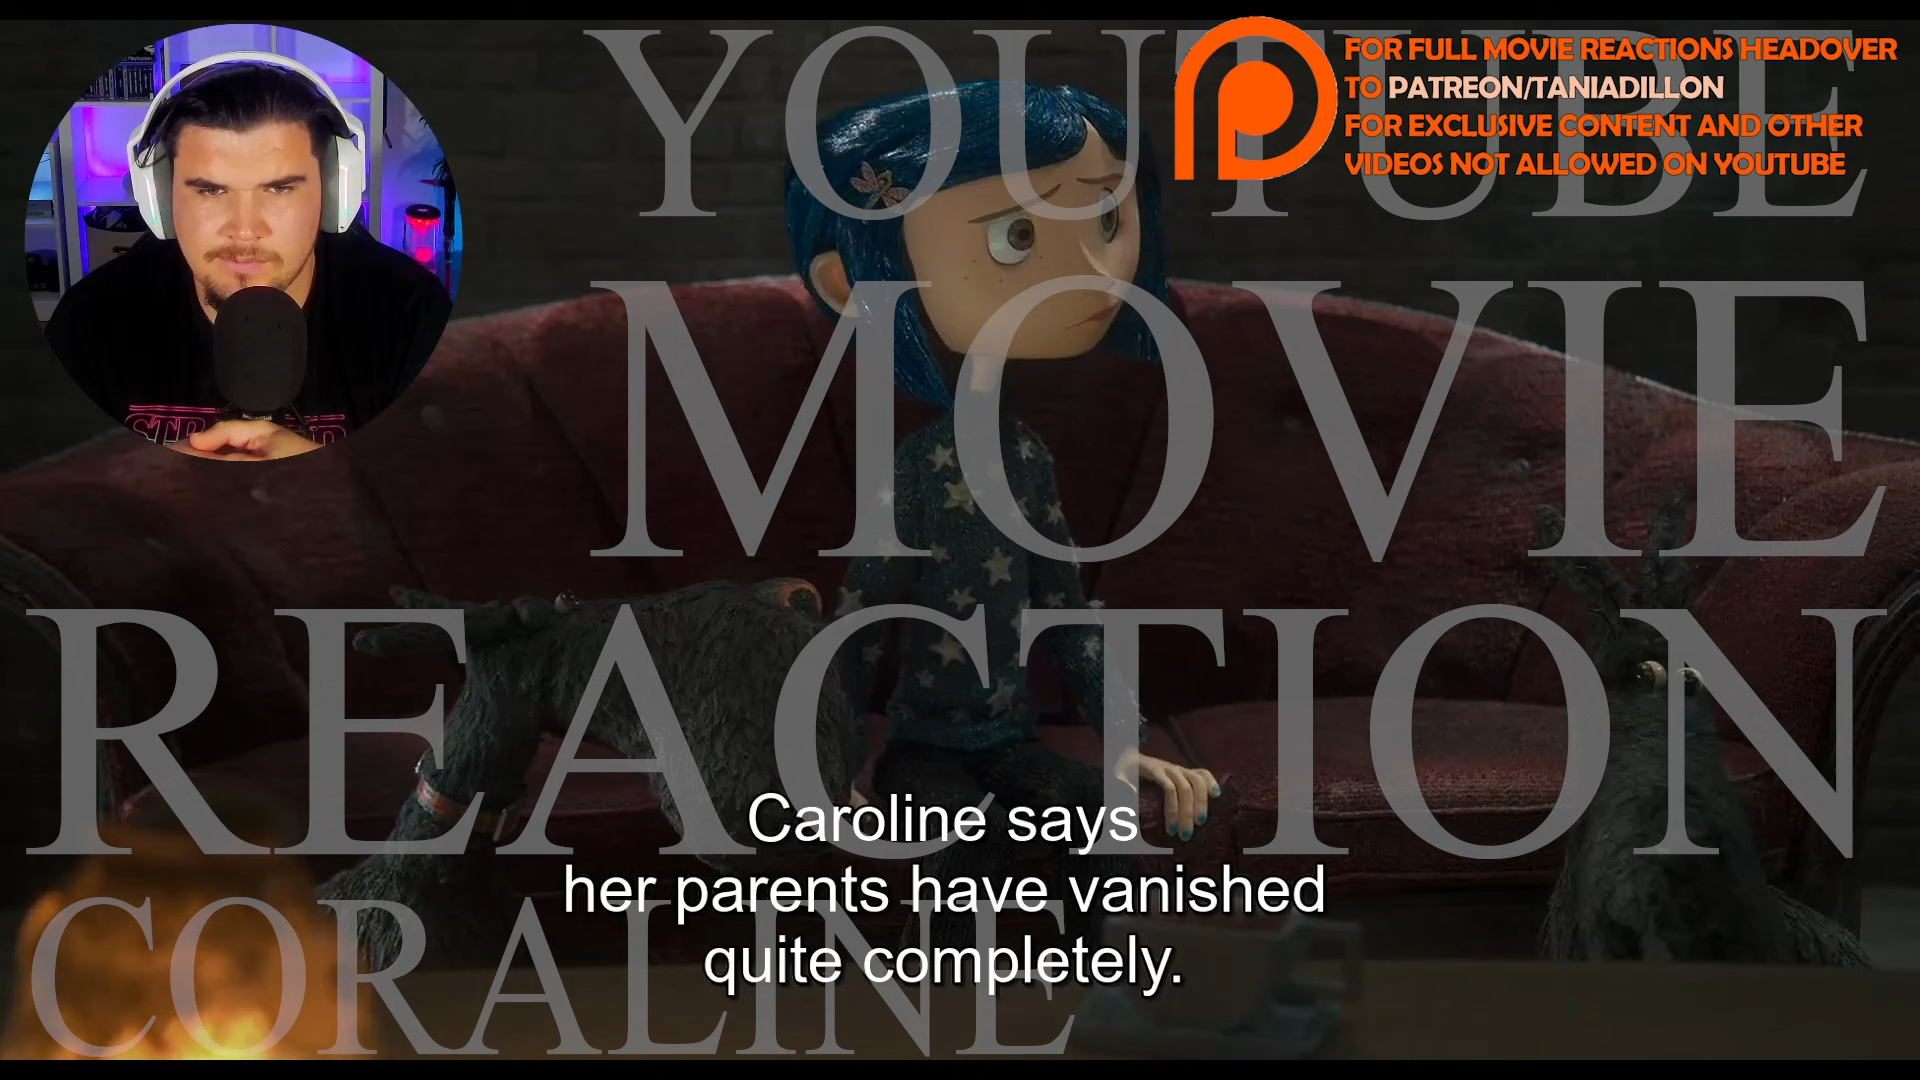 YOUTUBE
FOR FULL MOVIE REACTIONS HEADOVER
TO PATREON/TANIADILLON
FOR EXCLUSIVE CONTENT AND OTHER
VIDEOS NOT ALLOWED ON YOUTUBE
MOVIE
REACTION
Caroline says
her parents have vanished
quite completely.
CORALINE